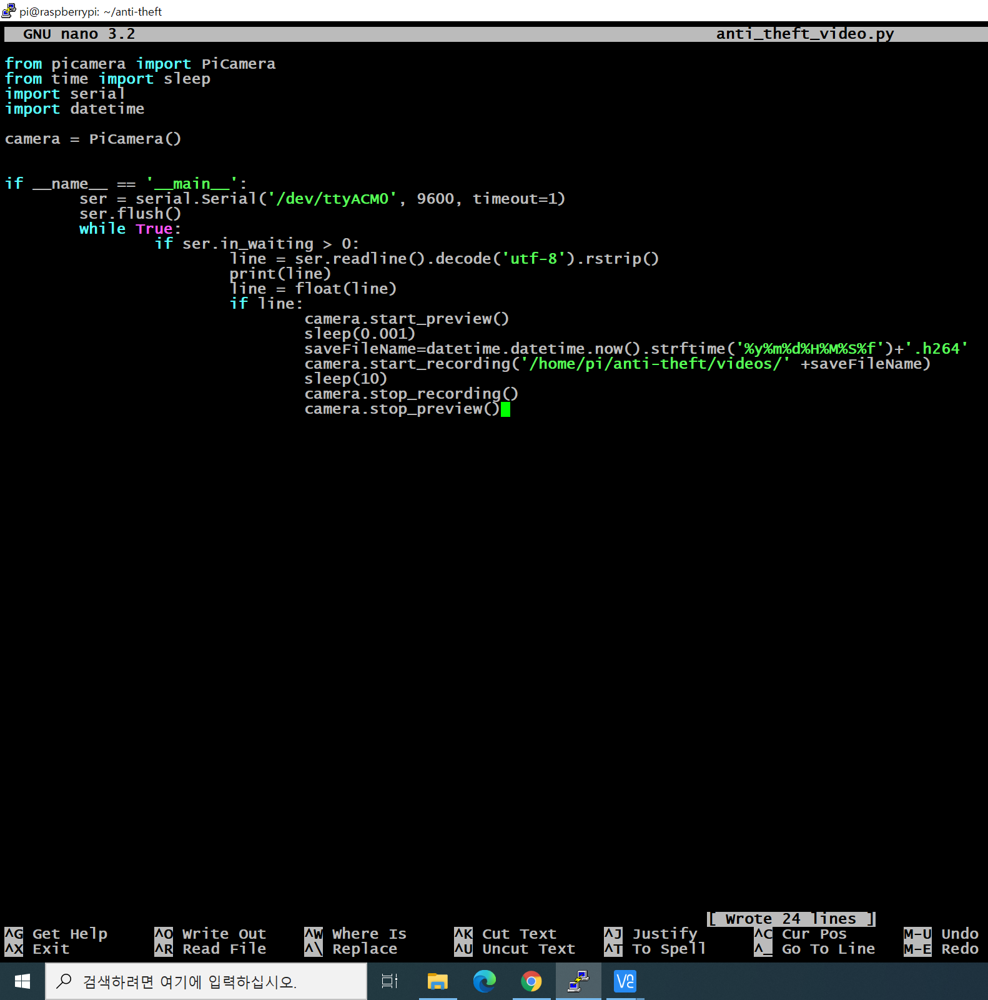 pi@raspberrypi: ~/anti-theft
GNU nano 3.2 anti_theft_video.py
from picamera import PiCamera
from time import sleep
import serial
import datetime
camera = PiCamera()
if __name__ == '__main__':
ser = serial.Serial('/dev/ttyACM0', 9600, timeout=1)
ser.flush()
while True:
if ser.in_waiting > 0:
line = ser.readline().decode('utf-8').rstrip()
print(line)
line = float(line)
if line:
camera.start_preview()
sleep(0.001)
saveFileName=datetime.datetime.now().strftime('%y%m%d%H%M%S%f')+'.h264'
camera.start_recording('/home/pi/anti-theft/videos/' +saveFileName)
sleep(10)
camera.stop_recording()
camera.stop_preview()
[ Wrote 24 lines ]
^G Get Help ^O Write Out ^W Where Is ^K Cut Text ^J Justify ^C Cur Pos M-U Undo
^X Exit ^R Read File ^\ Replace ^U Uncut Text ^T To Spell ^_ Go To Line M-E Redo
검색하려면 여기에 입력하십시오.